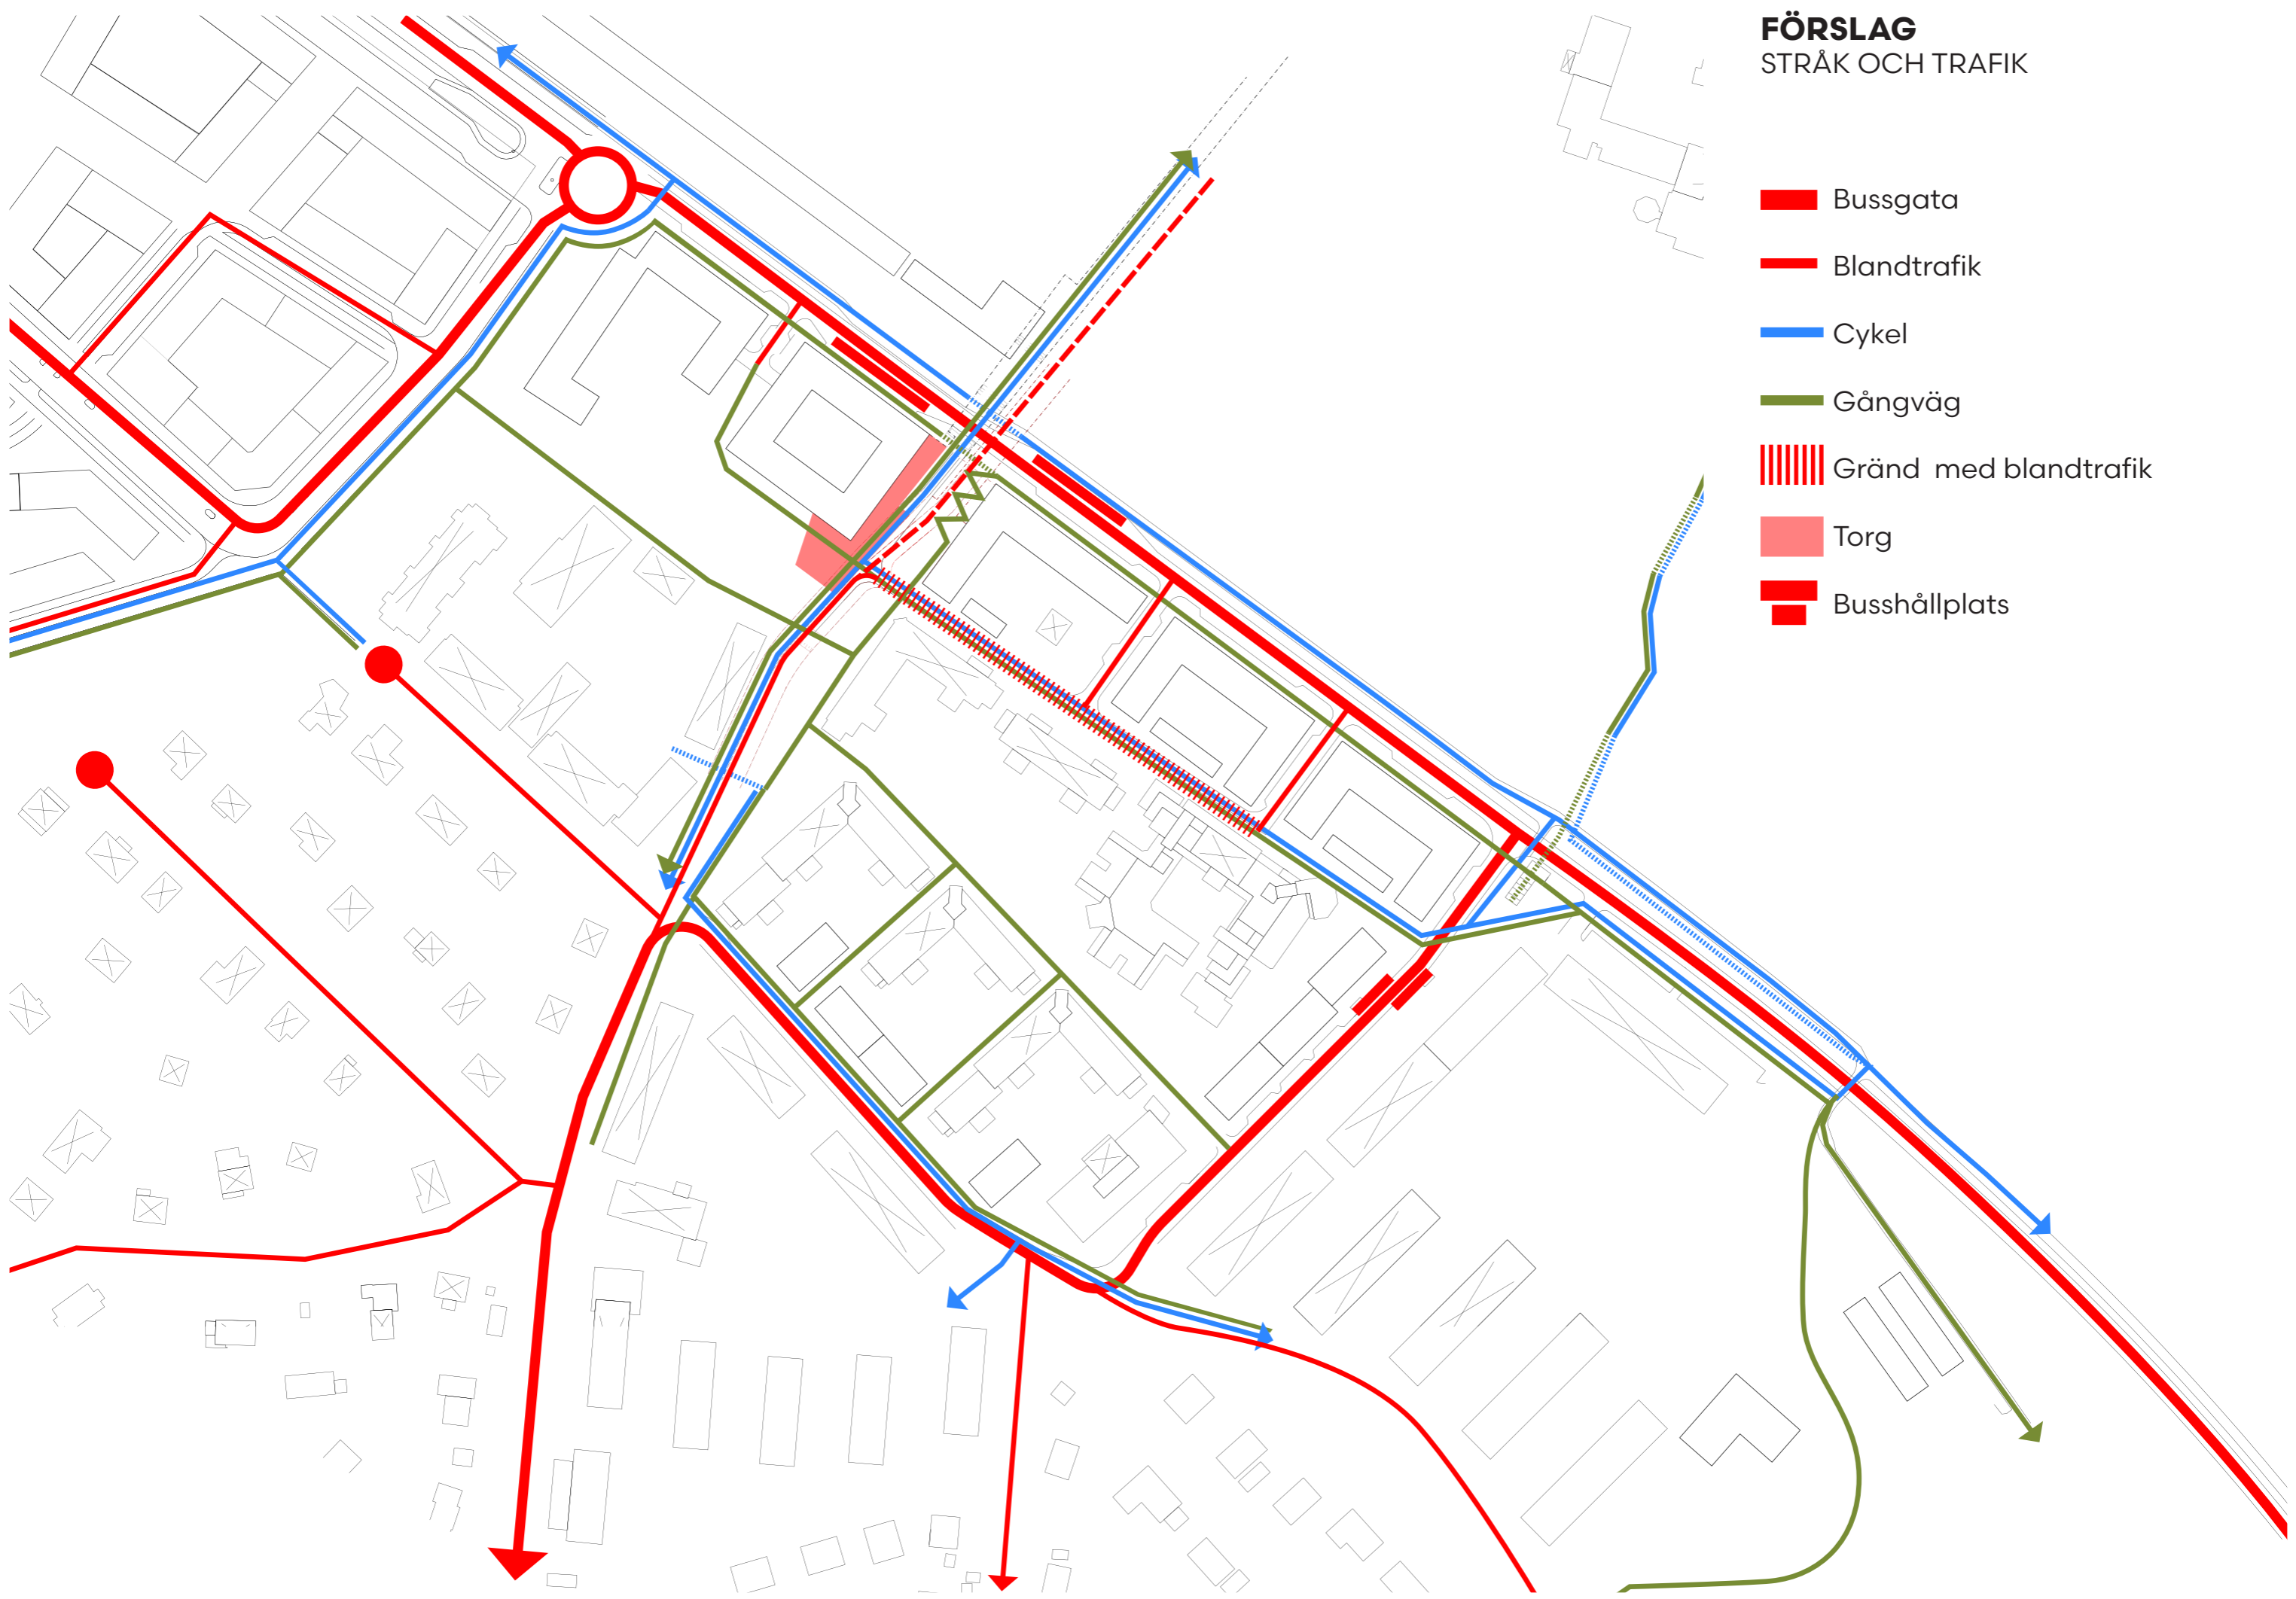 FÖRSLAG
STRÅK OCH TRAFIK
Bussgata
Blandtrafik
Cykel
Gångväg
Gränd med blandtrafik
Torg
Busshållplats